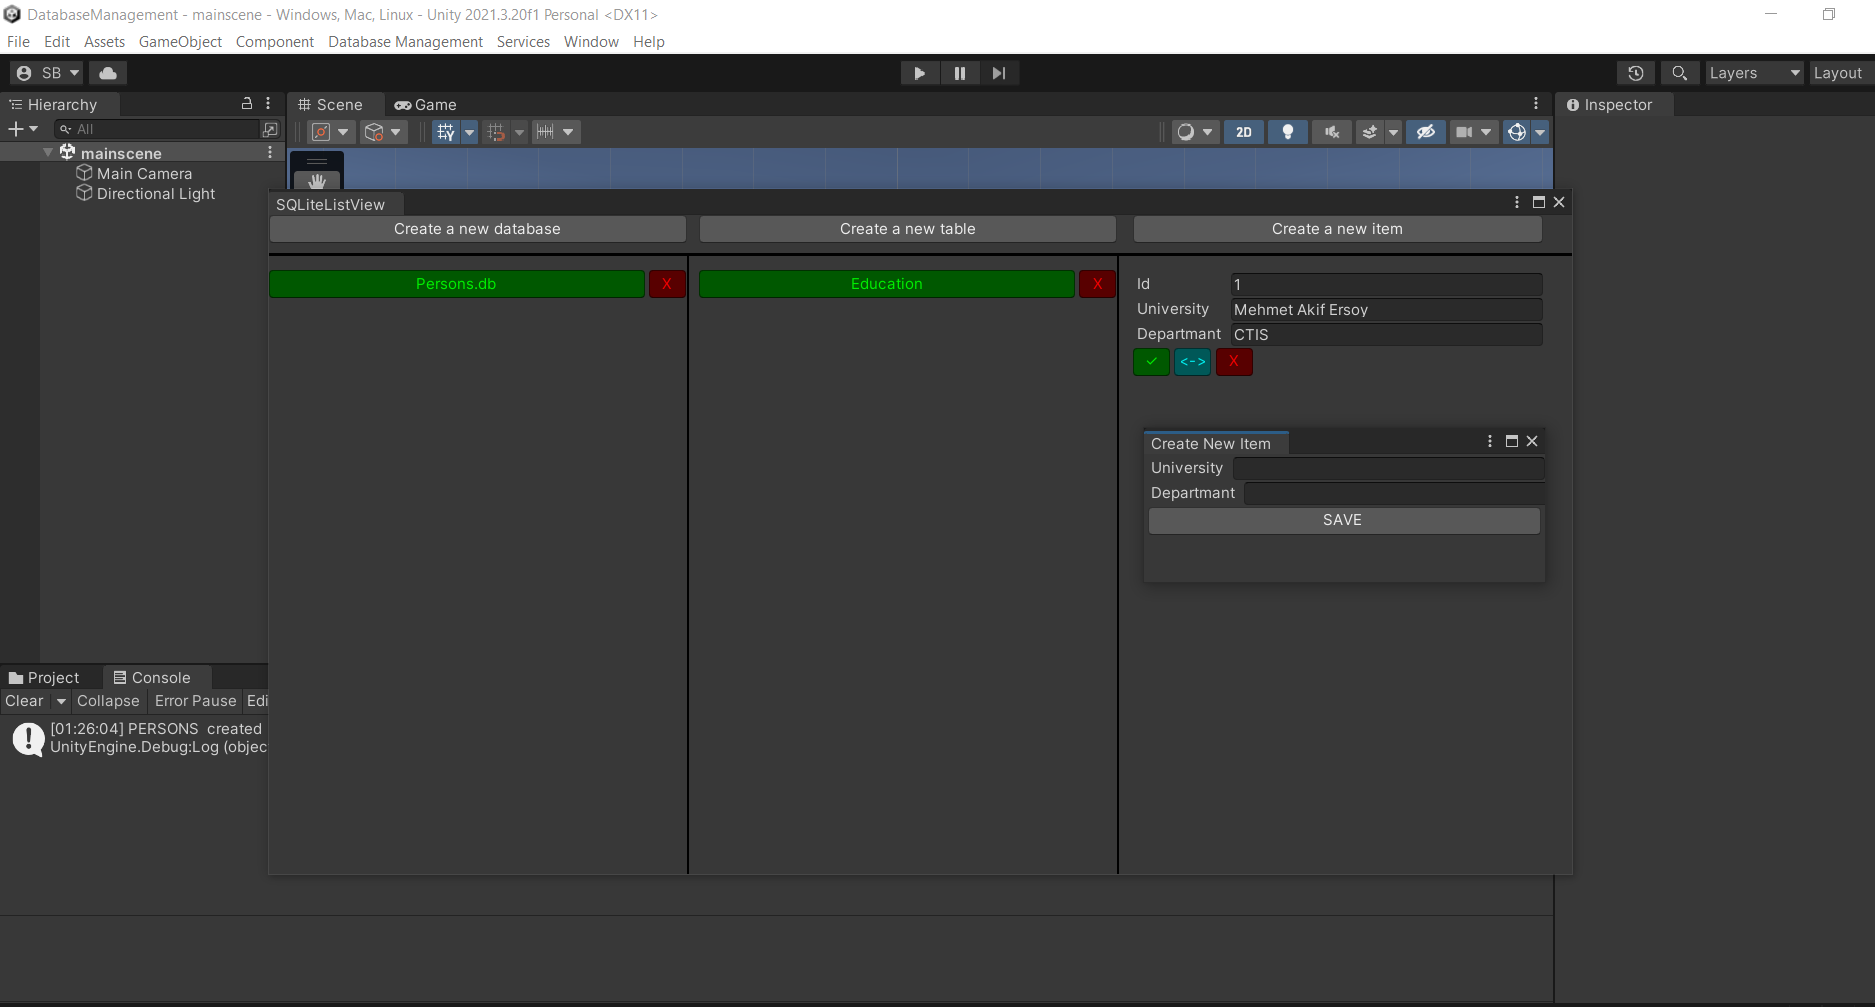 DatabaseManagement - mainscene - Windows, Mac, Linux - Unity 2021.3.20f1 Personal <DX11>
File Edit Assets GameObject Component Database Management Services Window Help
SB Layers Layout
Hierarchy Scene Game Inspector
All 2D
mainscene
Main Camera
Directional Light
SQLiteListView
Create a new database Create a new table Create a new item
Persons.db X Education X Id 1
University Mehmet Akif Ersoy
Departmant CTIS
✓ <-> X
Create New Item
University
Departmant
SAVE
Project Console
Clear Collapse Error Pause Edi
[01:26:04] PERSONS created
UnityEngine.Debug:Log (objec